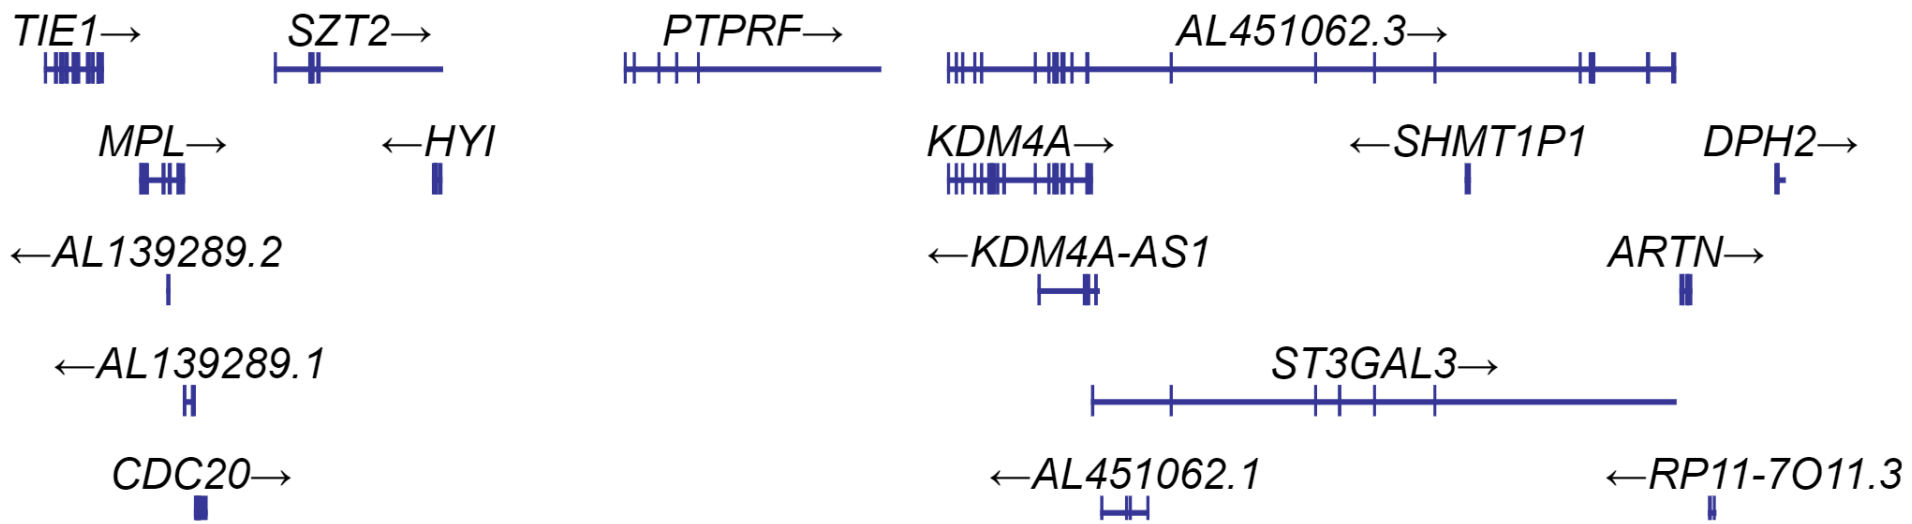 TIE1→ SZT2→ PTPRF→ AL451062.3→
MPL→ ←HYI KDM4A→ ←SHMT1P1 DPH2→
←AL139289.2 ←KDM4A-AS1 ARTN→
←AL139289.1 ST3GAL3→
CDC20→ ←AL451062.1 ←RP11-7O11.3